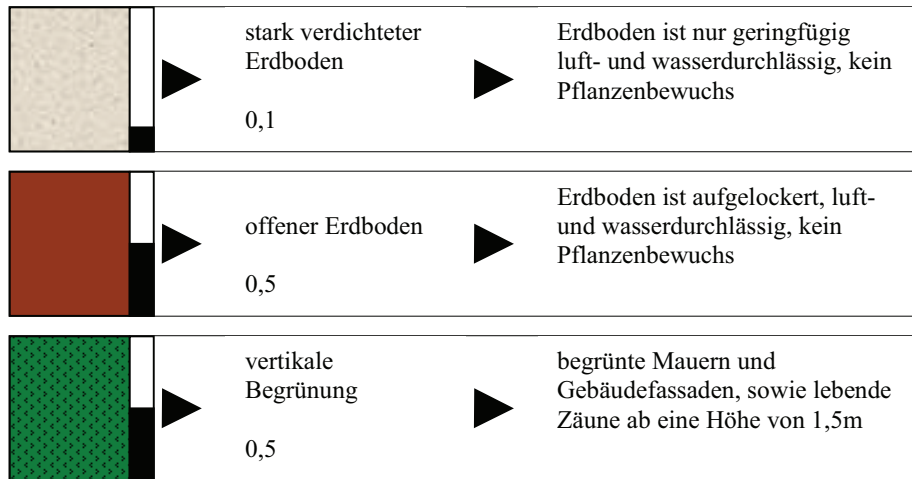 stark verdichteter
Erdboden
0,1
Erdboden ist nur geringfügig
luft- und wasserdurchlässig, kein
Pflanzenbewuchs
offener Erdboden
0,5
Erdboden ist aufgelockert, luft-
und wasserdurchlässig, kein
Pflanzenbewuchs
vertikale
Begrünung
0,5
begrünte Mauern und
Gebäudefassaden, sowie lebende
Zäune ab eine Höhe von 1,5m